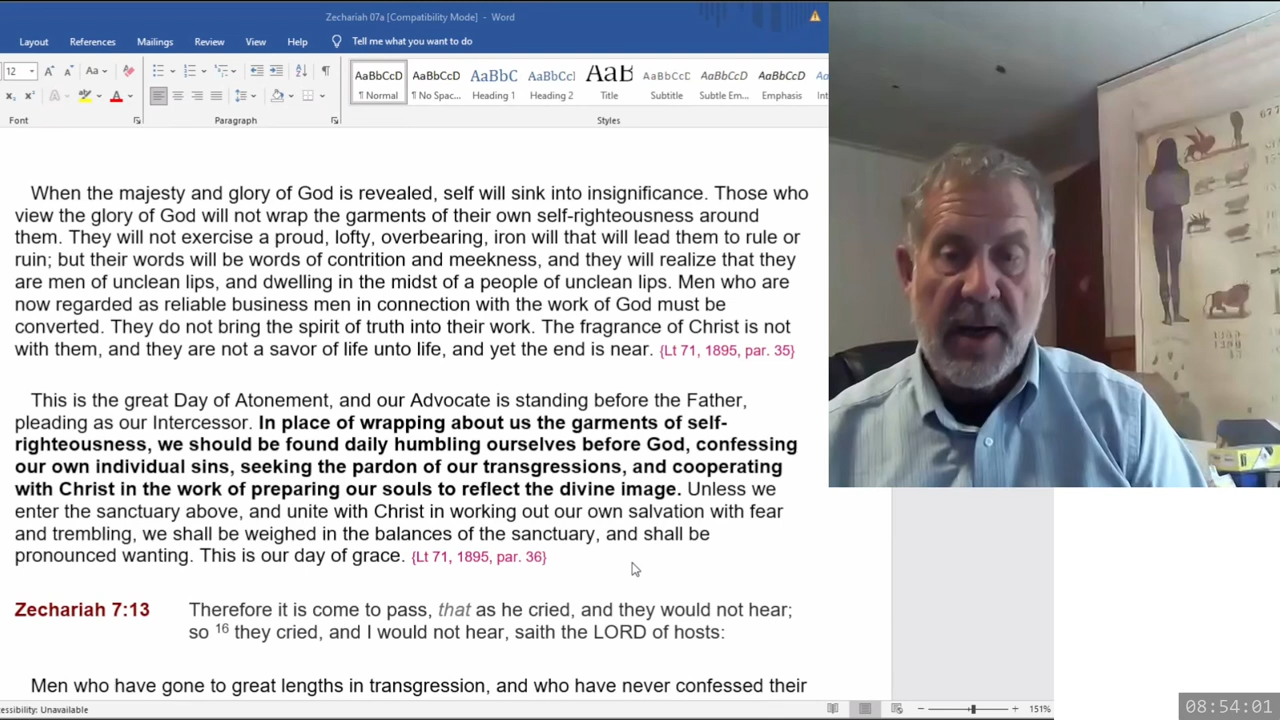 Zechariah 07a [Compatibility Mode] - Word
Layout References Mailings Review View Help Tell me what you want to do
12 Aa
AaBbCcD AaBbCcD AaBbC AaBbCcI AaB AaBbCcD AaBbCcD AaBbCcD
¶ Normal ¶ No Spac... Heading 1 Heading 2 Title Subtitle Subtle Em... Emphasis
Font Paragraph Styles
When the majesty and glory of God is revealed, self will sink into insignificance. Those who
view the glory of God will not wrap the garments of their own self-righteousness around
them. They will not exercise a proud, lofty, overbearing, iron will that will lead them to rule or
ruin; but their words will be words of contrition and meekness, and they will realize that they
are men of unclean lips, and dwelling in the midst of a people of unclean lips. Men who are
now regarded as reliable business men in connection with the work of God must be
converted. They do not bring the spirit of truth into their work. The fragrance of Christ is not
with them, and they are not a savor of life unto life, and yet the end is near. {Lt 71, 1895, par. 35}
This is the great Day of Atonement, and our Advocate is standing before the Father,
pleading as our Intercessor. In place of wrapping about us the garments of self-
righteousness, we should be found daily humbling ourselves before God, confessing
our own individual sins, seeking the pardon of our transgressions, and cooperating
with Christ in the work of preparing our souls to reflect the divine image. Unless we
enter the sanctuary above, and unite with Christ in working out our own salvation with fear
and trembling, we shall be weighed in the balances of the sanctuary, and shall be
pronounced wanting. This is our day of grace. {Lt 71, 1895, par. 36}
Zechariah 7:13 Therefore it is come to pass, that as he cried, and they would not hear;
so 16 they cried, and I would not hear, saith the LORD of hosts:
Men who have gone to great lengths in transgression, and who have never confessed their
essibility: Unavailable 151%
677
08:54:01